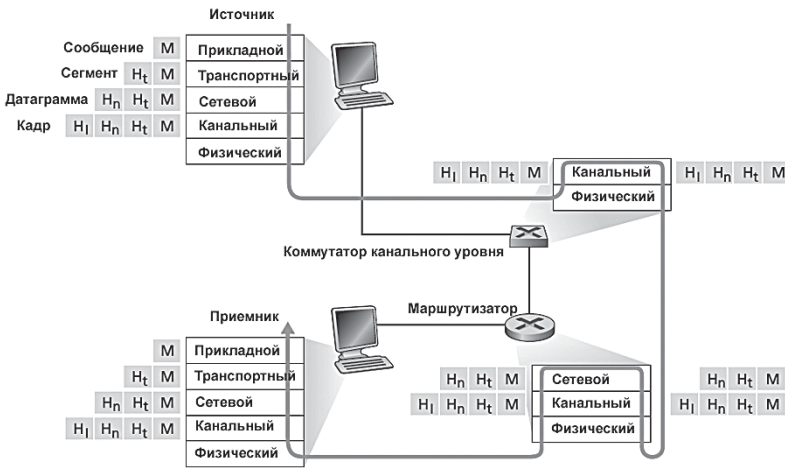 Источник
Сообщение M Прикладной
Сегмент Ht M Транспортный
Датаграмма Hn Ht M Сетевой
Кадр Hl Hn Ht M Канальный
Физический
Hl Hn Ht M Канальный Hl Hn Ht M
Физический
Коммутатор канального уровня
Маршрутизатор
Приемник
M Прикладной
Ht M Транспортный
Hn Ht M Сетевой
Hl Hn Ht M Канальный
Физический
Hn Ht M Сетевой Hn Ht M
Hl Hn Ht M Канальный Hl Hn Ht M
Физический